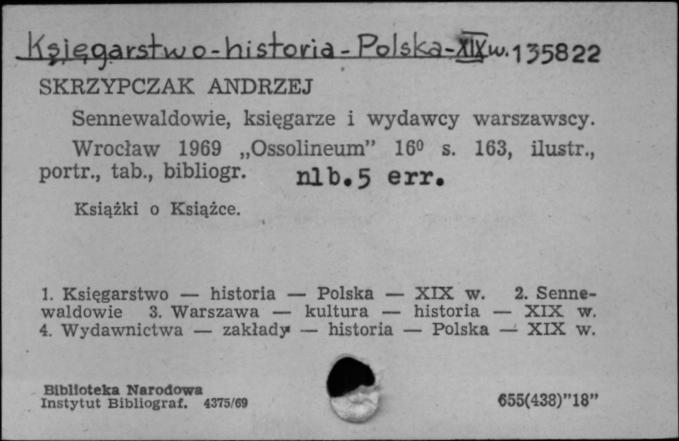 Księgarstwo-historia-Polska-XIXw. 135822
SKRZYPCZAK ANDRZEJ
Sennewaldowie, księgarze i wydawcy warszawscy.
Wrocław 1969 „Ossolineum” 16⁰ s. 163, ilustr.,
portr., tab., bibliogr. nlb.5 err.
Książki o Książce.
1. Księgarstwo — historia — Polska — XIX w. 2. Senne-
waldowie 3. Warszawa — kultura — historia — XIX w.
4. Wydawnictwa — zakłady — historia — Polska — XIX w.
Biblioteka Narodowa
Instytut Bibliograf. 4375/69
655(438)”18”